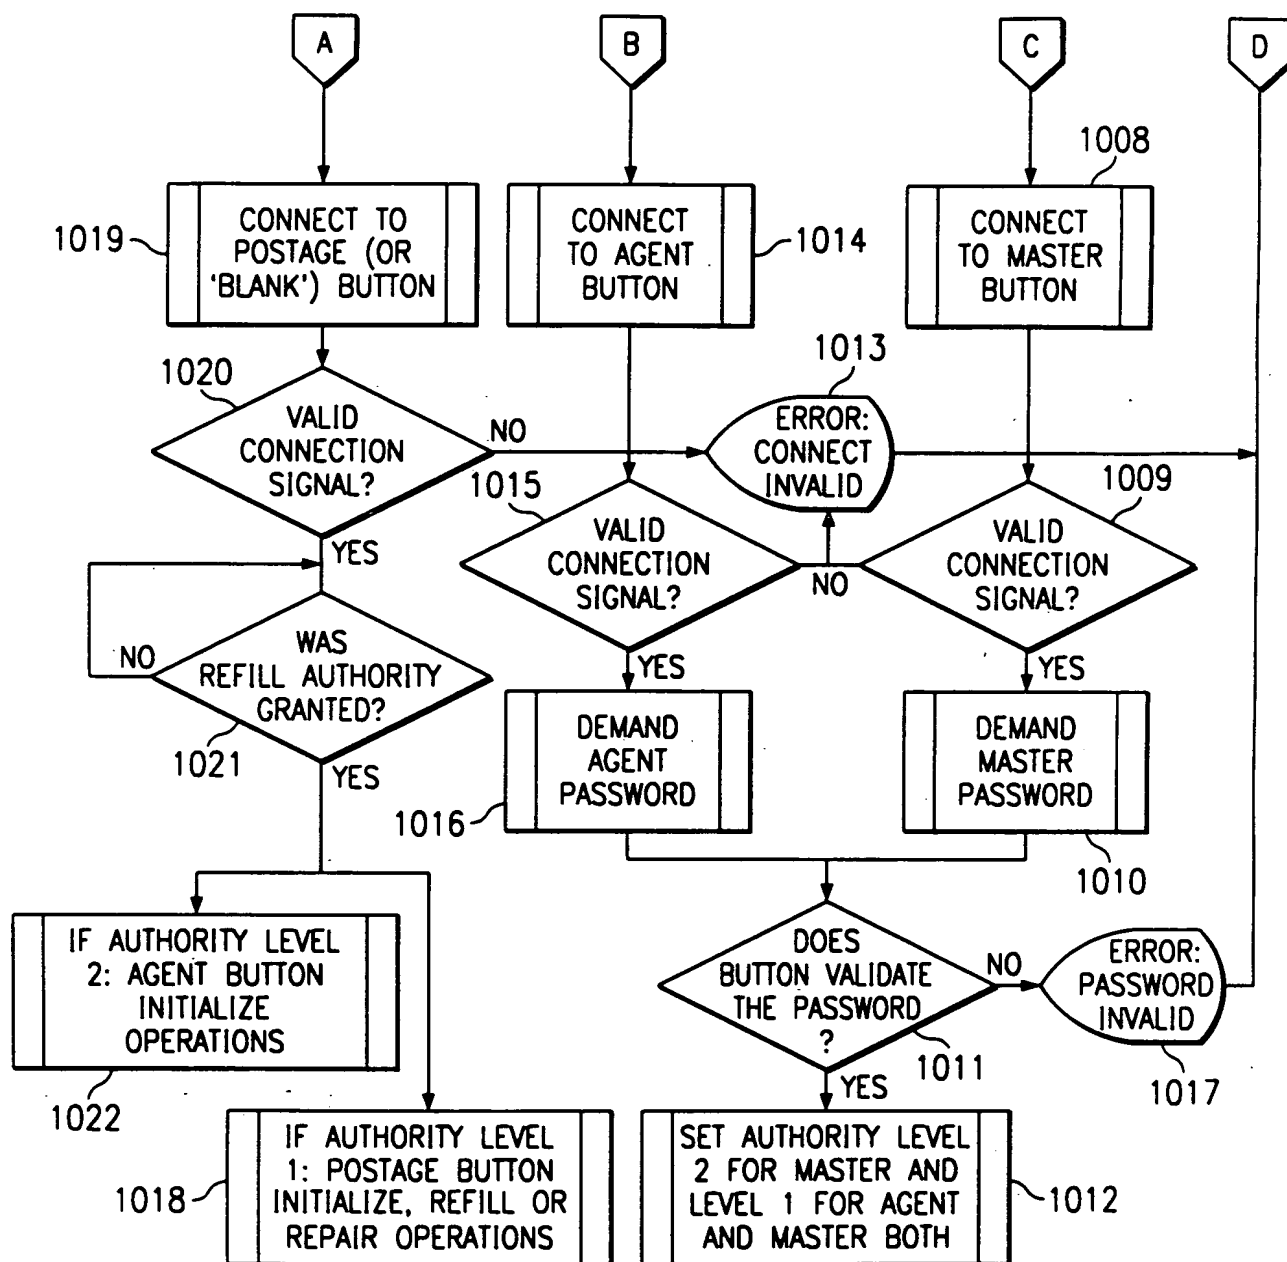 A
B
C
D
1008
CONNECT TO
POSTAGE (OR
'BLANK') BUTTON
1019
CONNECT
TO AGENT
BUTTON
1014
CONNECT
TO MASTER
BUTTON
1020
VALID
CONNECTION
SIGNAL?
NO
YES
1013
ERROR:
CONNECT
INVALID
1015
VALID
CONNECTION
SIGNAL?
NO
YES
1009
VALID
CONNECTION
SIGNAL?
YES
WAS
REFILL AUTHORITY
GRANTED?
NO
1021
YES
DEMAND
AGENT
PASSWORD
1016
DEMAND
MASTER
PASSWORD
1010
IF AUTHORITY LEVEL
2: AGENT BUTTON
INITIALIZE
OPERATIONS
1022
DOES
BUTTON VALIDATE
THE PASSWORD
?
1011
NO
YES
ERROR:
PASSWORD
INVALID
1017
IF AUTHORITY LEVEL
1: POSTAGE BUTTON
INITIALIZE, REFILL OR
REPAIR OPERATIONS
1018
SET AUTHORITY LEVEL
2 FOR MASTER AND
LEVEL 1 FOR AGENT
AND MASTER BOTH
1012